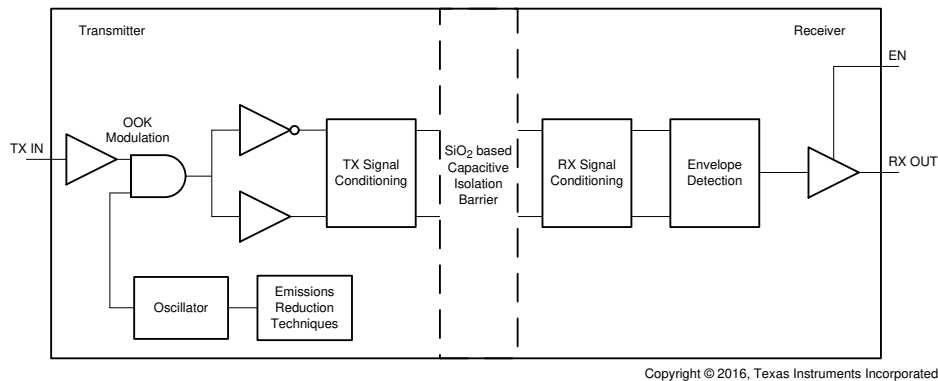 Transmitter
Receiver
EN
OOK
Modulation
TX IN
TX Signal
Conditioning
SiO2 based
Capacitive
Isolation
Barrier
RX Signal
Conditioning
Envelope
Detection
RX OUT
Oscillator
Emissions
Reduction
Techniques
Copyright © 2016, Texas Instruments Incorporated